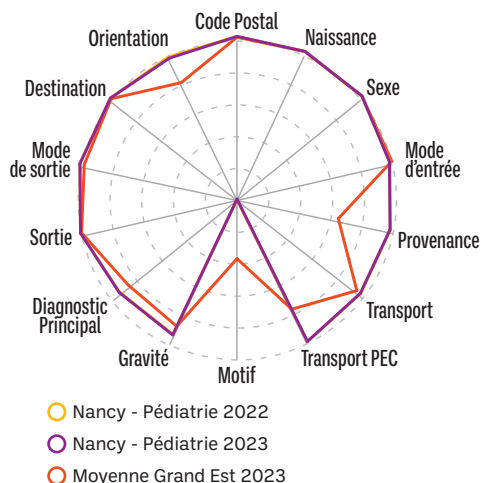 Code Postal
Naissance
Sexe
Mode
d'entrée
Provenance
Transport
Transport PEC
Motif
Gravité
Diagnostic
Principal
Sortie
Mode
de sortie
Destination
Orientation
Nancy - Pédiatrie 2022
Nancy - Pédiatrie 2023
Moyenne Grand Est 2023